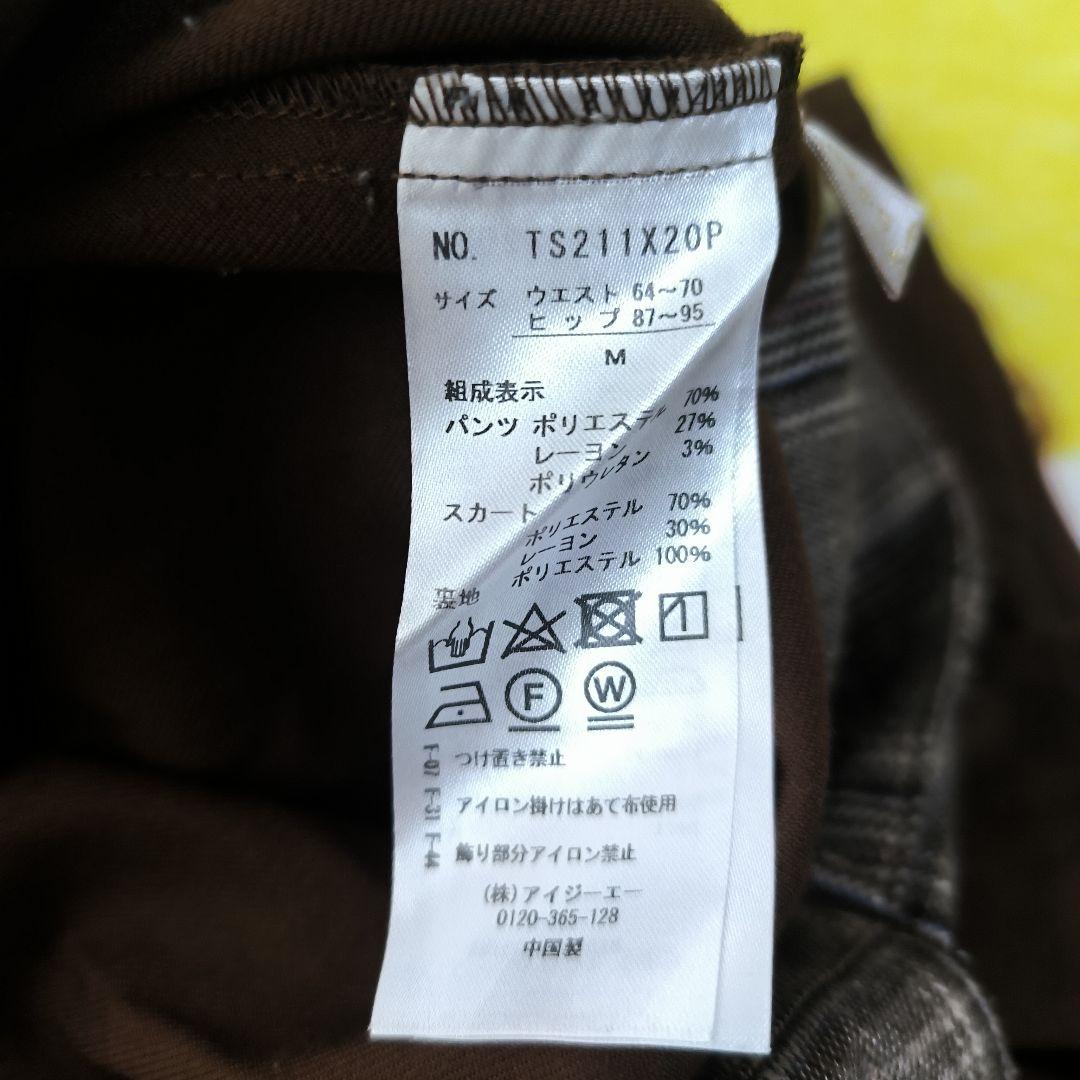 NO. TS211X20P
サイズ ウエスト 64〜70
ヒップ 87〜95
M
組成表示
パンツ ポリエステル 70%
レーヨン 27%
ポリウレタン 3%
スカート ポリエステル 70%
レーヨン 30%
裏地 ポリエステル 100%
F
W
F-07 F-31 F-44
つけ置き禁止
アイロン掛けはあて布使用
飾り部分アイロン禁止
(株)アイジーエー
0120-365-128
中国製